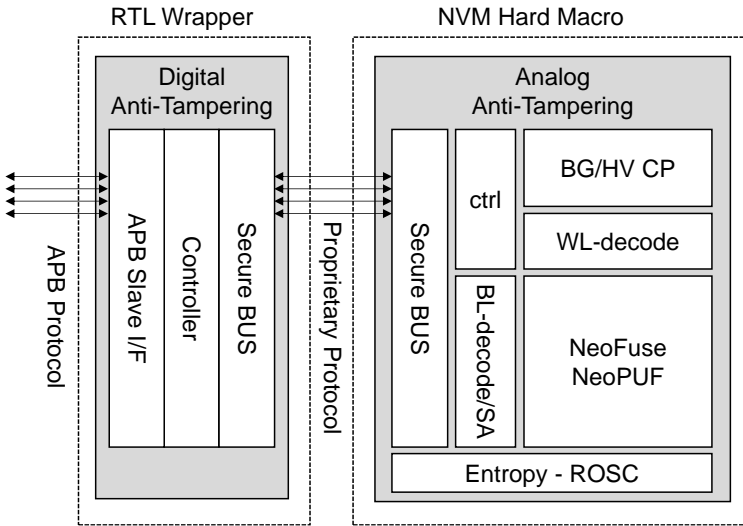 RTL Wrapper
NVM Hard Macro
Digital
Anti-Tampering
Analog
Anti-Tampering
APB Protocol
APB Slave I/F
Controller
Secure BUS
Proprietary Protocol
Secure BUS
ctrl
BG/HV CP
WL-decode
BL-decode/SA
NeoFuse
NeoPUF
Entropy - ROSC